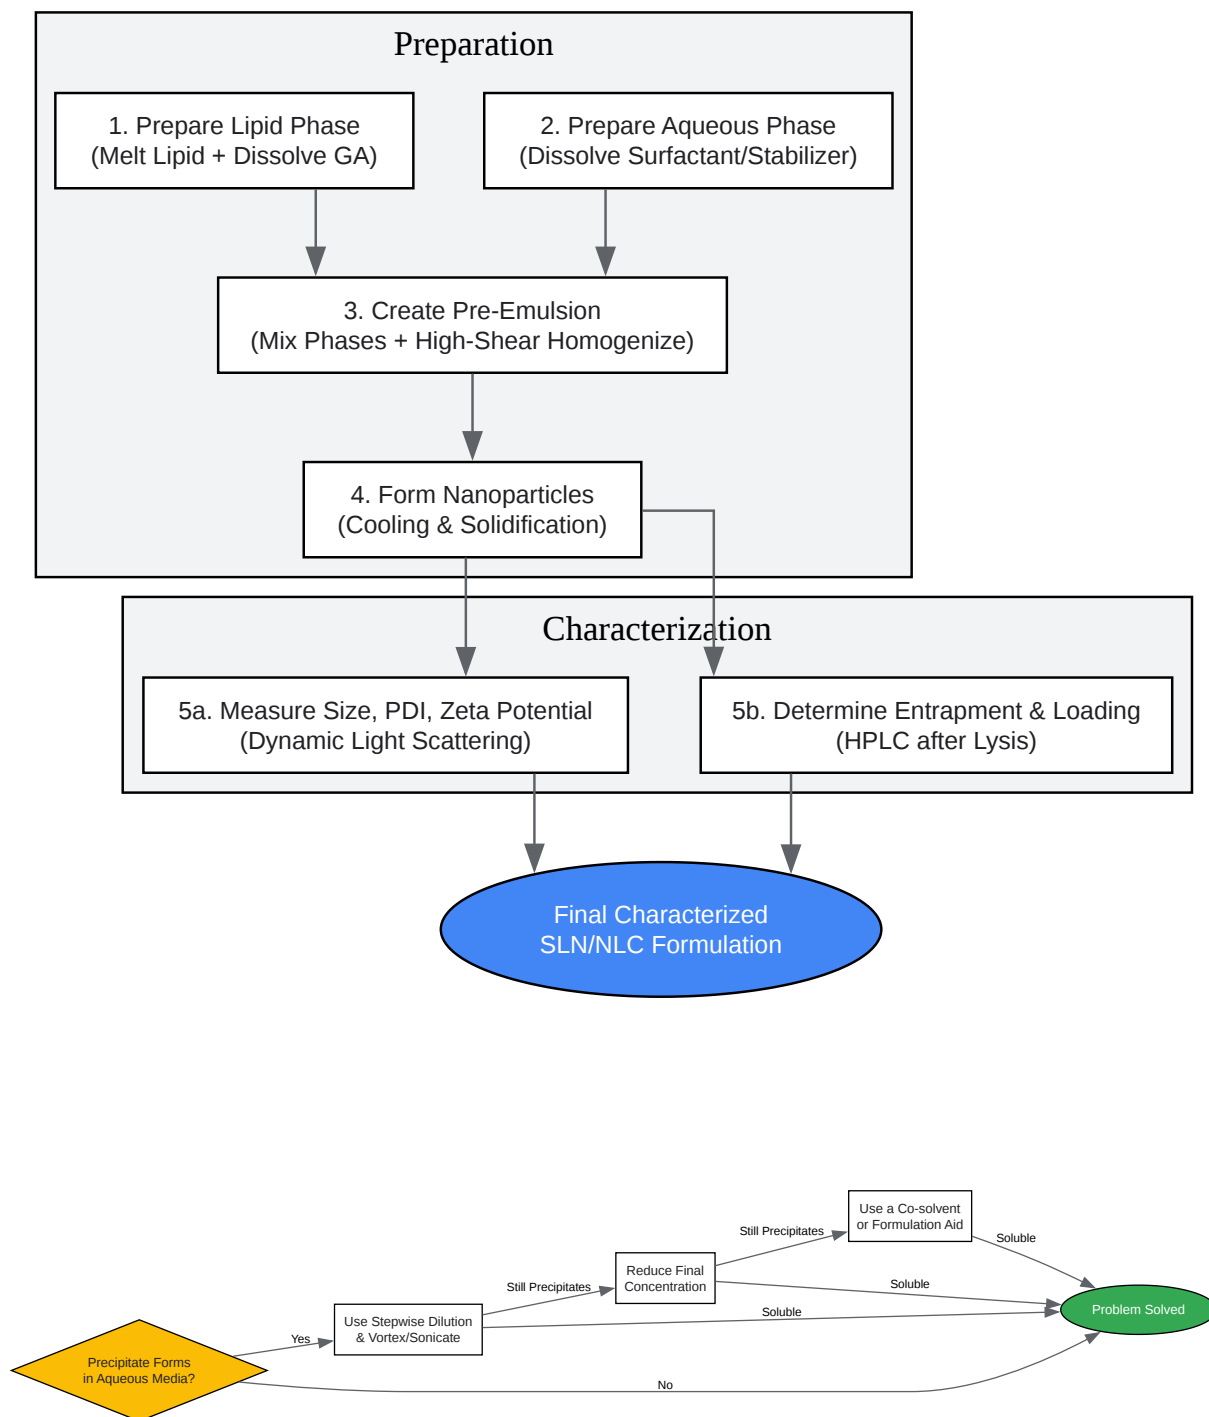 Preparation
1. Prepare Lipid Phase
(Melt Lipid + Dissolve GA)
2. Prepare Aqueous Phase
(Dissolve Surfactant/Stabilizer)
3. Create Pre-Emulsion
(Mix Phases + High-Shear Homogenize)
4. Form Nanoparticles
(Cooling & Solidification)
Characterization
5a. Measure Size, PDI, Zeta Potential
(Dynamic Light Scattering)
5b. Determine Entrapment & Loading
(HPLC after Lysis)
Final Characterized
SLN/NLC Formulation
Precipitate Forms
in Aqueous Media?
Yes
Use Stepwise Dilution
& Vortex/Sonicate
Still Precipitates
Reduce Final
Concentration
Still Precipitates
Use a Co-solvent
or Formulation Aid
Soluble
Soluble
Soluble
No
Problem Solved